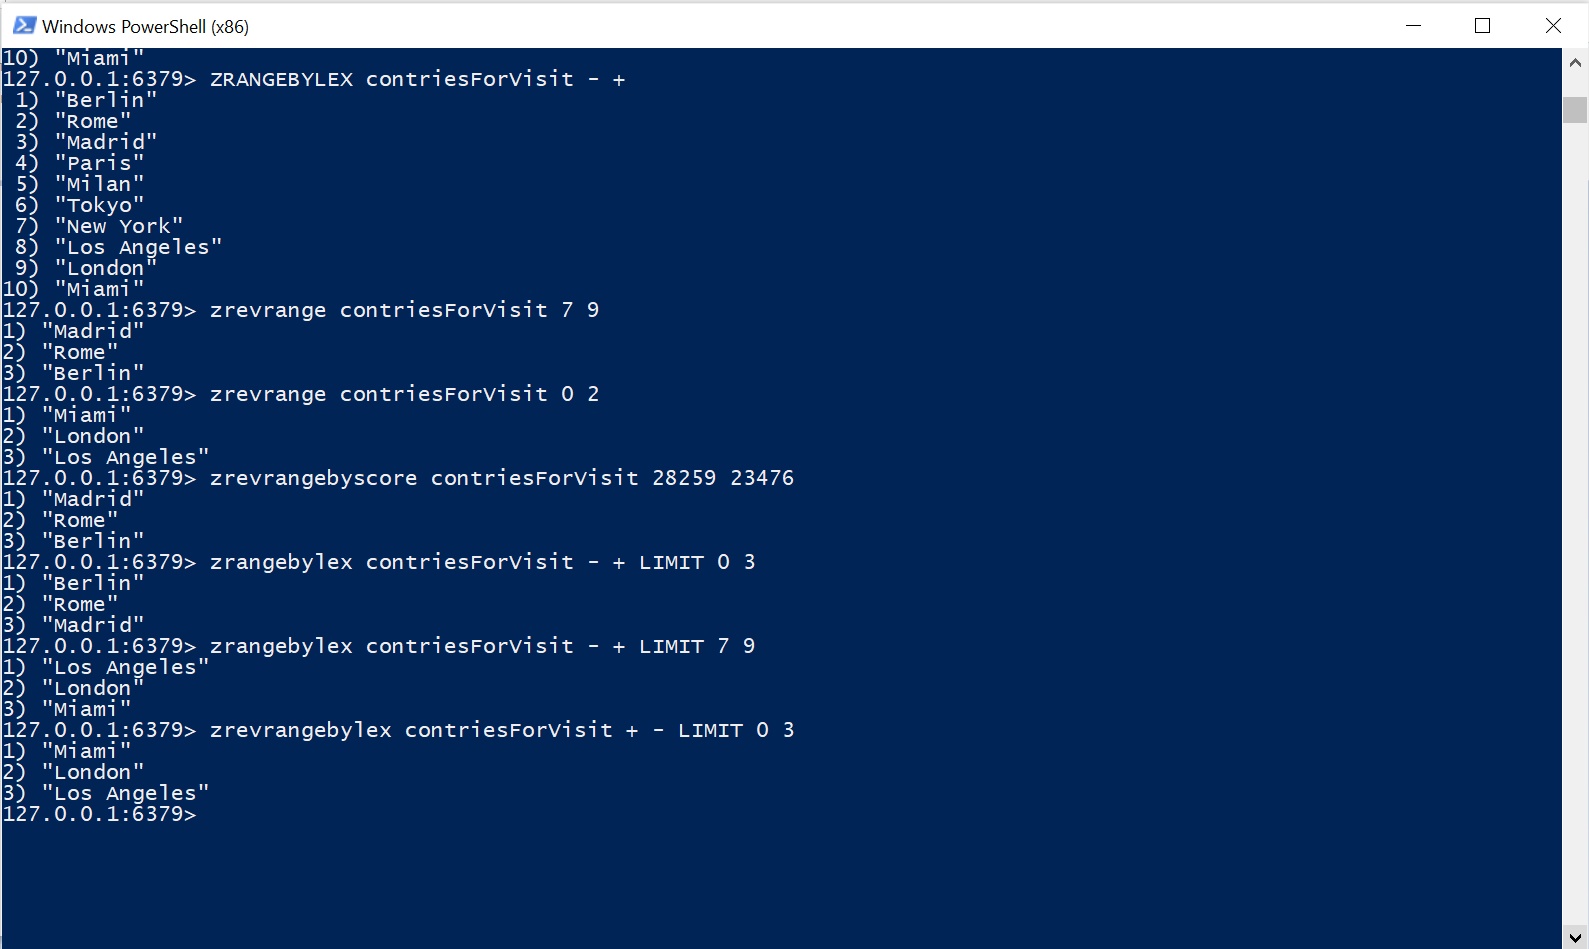 Windows PowerShell (x86)
10) "Miami"
127.0.0.1:6379> ZRANGEBYLEX contriesForVisit - +
 1) "Berlin"
 2) "Rome"
 3) "Madrid"
 4) "Paris"
 5) "Milan"
 6) "Tokyo"
 7) "New York"
 8) "Los Angeles"
 9) "London"
10) "Miami"
127.0.0.1:6379> zrevrange contriesForVisit 7 9
1) "Madrid"
2) "Rome"
3) "Berlin"
127.0.0.1:6379> zrevrange contriesForVisit 0 2
1) "Miami"
2) "London"
3) "Los Angeles"
127.0.0.1:6379> zrevrangebyscore contriesForVisit 28259 23476
1) "Madrid"
2) "Rome"
3) "Berlin"
127.0.0.1:6379> zrangebylex contriesForVisit - + LIMIT 0 3
1) "Berlin"
2) "Rome"
3) "Madrid"
127.0.0.1:6379> zrangebylex contriesForVisit - + LIMIT 7 9
1) "Los Angeles"
2) "London"
3) "Miami"
127.0.0.1:6379> zrevrangebylex contriesForVisit + - LIMIT 0 3
1) "Miami"
2) "London"
3) "Los Angeles"
127.0.0.1:6379>